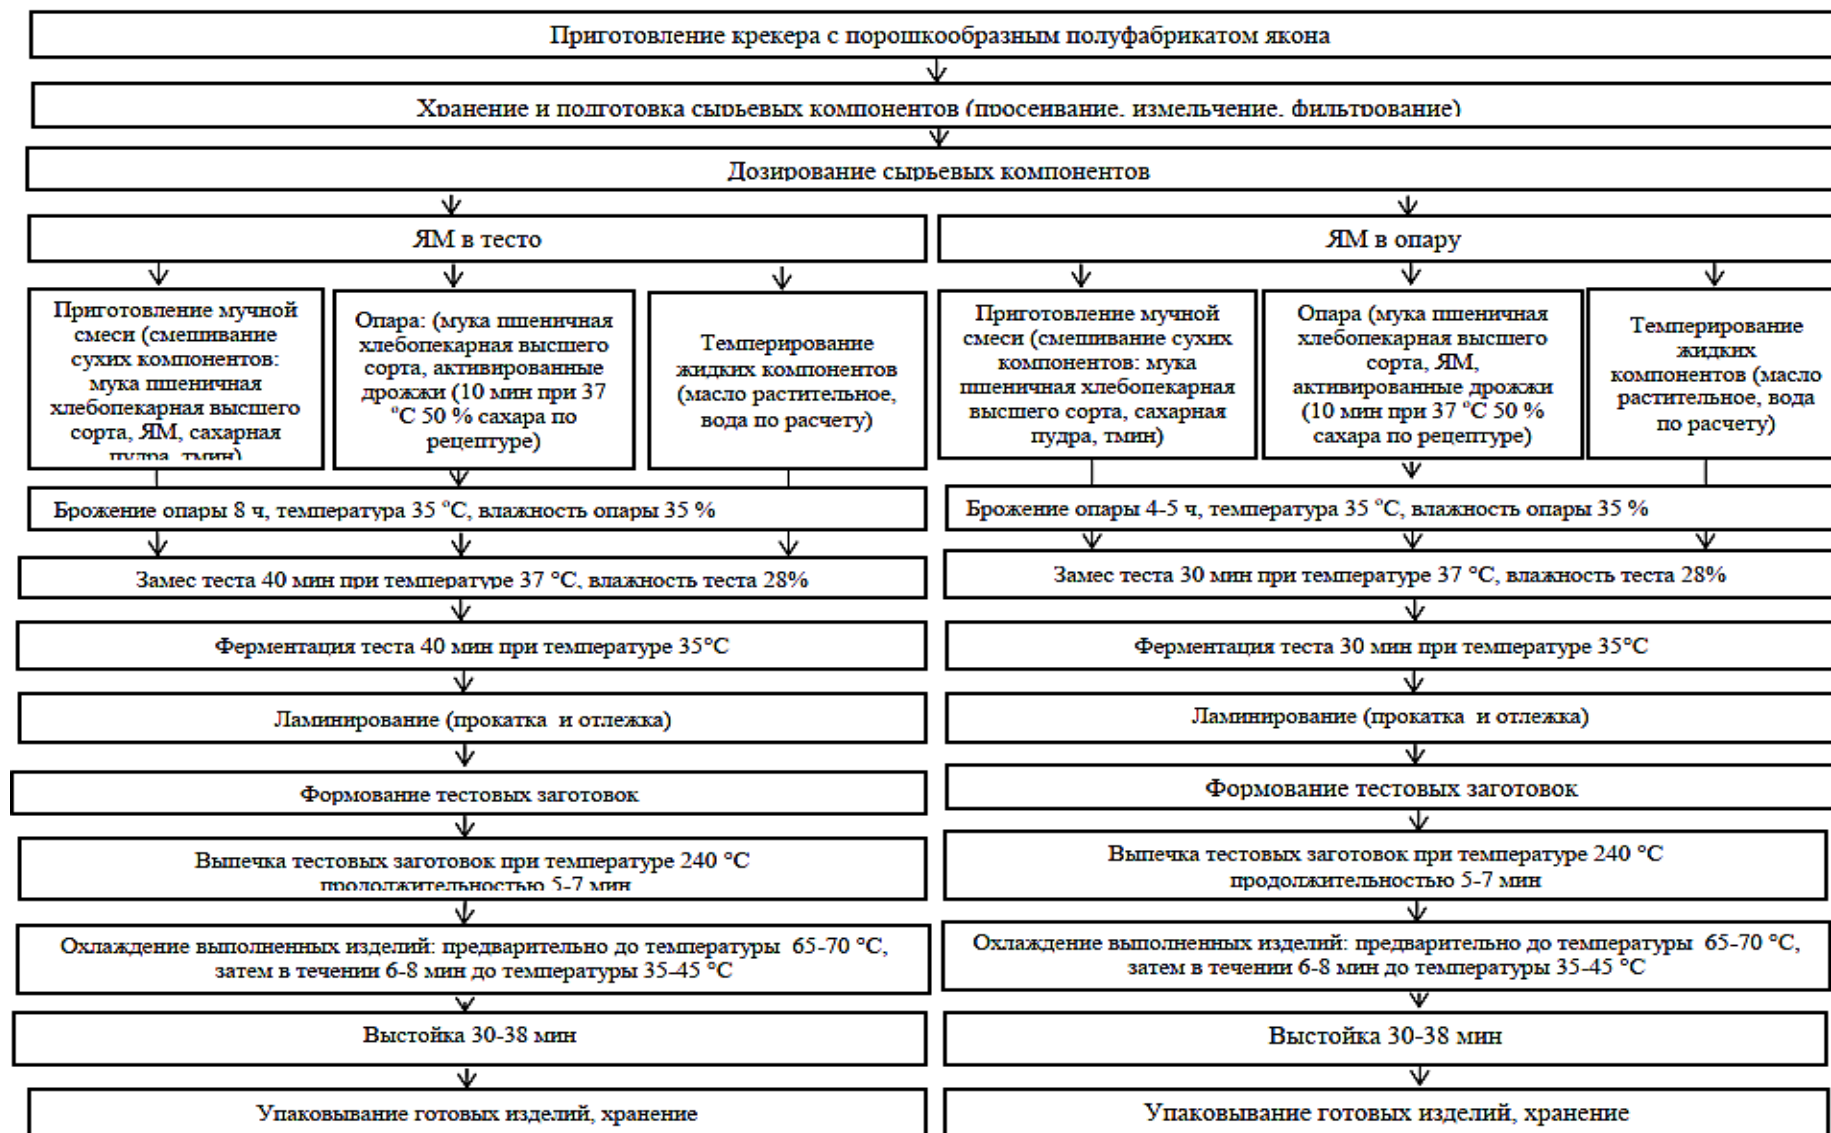 Приготовление крекера с порошкообразным полуфабрикатом якона
Хранение и подготовка сырьевых компонентов (просеивание, измельчение, фильтрование)
Дозирование сырьевых компонентов
ЯМ в тесто
ЯМ в опару
Приготовление мучной
смеси (смешивание
сухих компонентов:
мука пшеничная
хлебопекарная высшего
сорта, ЯМ, сахарная
пудра, тмин)
Опара: (мука пшеничная
хлебопекарная высшего
сорта, активированные
дрожжи (10 мин при 37
°С 50 % сахара по
рецептуре)
Темперирование
жидких компонентов
(масло растительное,
вода по расчету)
Приготовление мучной
смеси (смешивание сухих
компонентов: мука
пшеничная хлебопекарная
высшего сорта, сахарная
пудра, тмин)
Опара (мука пшеничная
хлебопекарная высшего
сорта, ЯМ,
активированные дрожжи
(10 мин при 37 °С 50 %
сахара по рецептуре)
Темперирование
жидких
компонентов (масло
растительное, вода
по расчету)
Брожение опары 8 ч, температура 35 °С, влажность опары 35 %
Брожение опары 4-5 ч, температура 35 °С, влажность опары 35 %
Замес теста 40 мин при температуре 37 °С, влажность теста 28%
Замес теста 30 мин при температуре 37 °С, влажность теста 28%
Ферментация теста 40 мин при температуре 35°С
Ферментация теста 30 мин при температуре 35°С
Ламинирование (прокатка и отлежка)
Ламинирование (прокатка и отлежка)
Формование тестовых заготовок
Формование тестовых заготовок
Выпечка тестовых заготовок при температуре 240 °С
продолжительностью 5-7 мин
Выпечка тестовых заготовок при температуре 240 °С
продолжительностью 5-7 мин
Охлаждение выполненных изделий: предварительно до температуры 65-70 °С,
затем в течении 6-8 мин до температуры 35-45 °С
Охлаждение выполненных изделий: предварительно до температуры 65-70 °С,
затем в течении 6-8 мин до температуры 35-45 °С
Выстойка 30-38 мин
Выстойка 30-38 мин
Упаковывание готовых изделий, хранение
Упаковывание готовых изделий, хранение